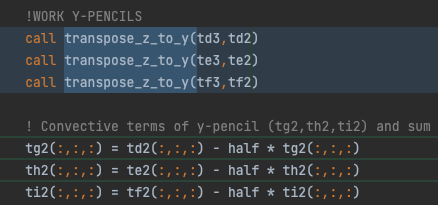 !WORK Y-PENCILS
call transpose_z_to_y(td3,td2)
call transpose_z_to_y(te3,te2)
call transpose_z_to_y(tf3,tf2)
! Convective terms of y-pencil (tg2,th2,ti2) and sum
tg2(:,:,:) = td2(:,:,:) - half * tg2(:,:,:)
th2(:,:,:) = te2(:,:,:) - half * th2(:,:,:)
ti2(:,:,:) = tf2(:,:,:) - half * ti2(:,:,:)